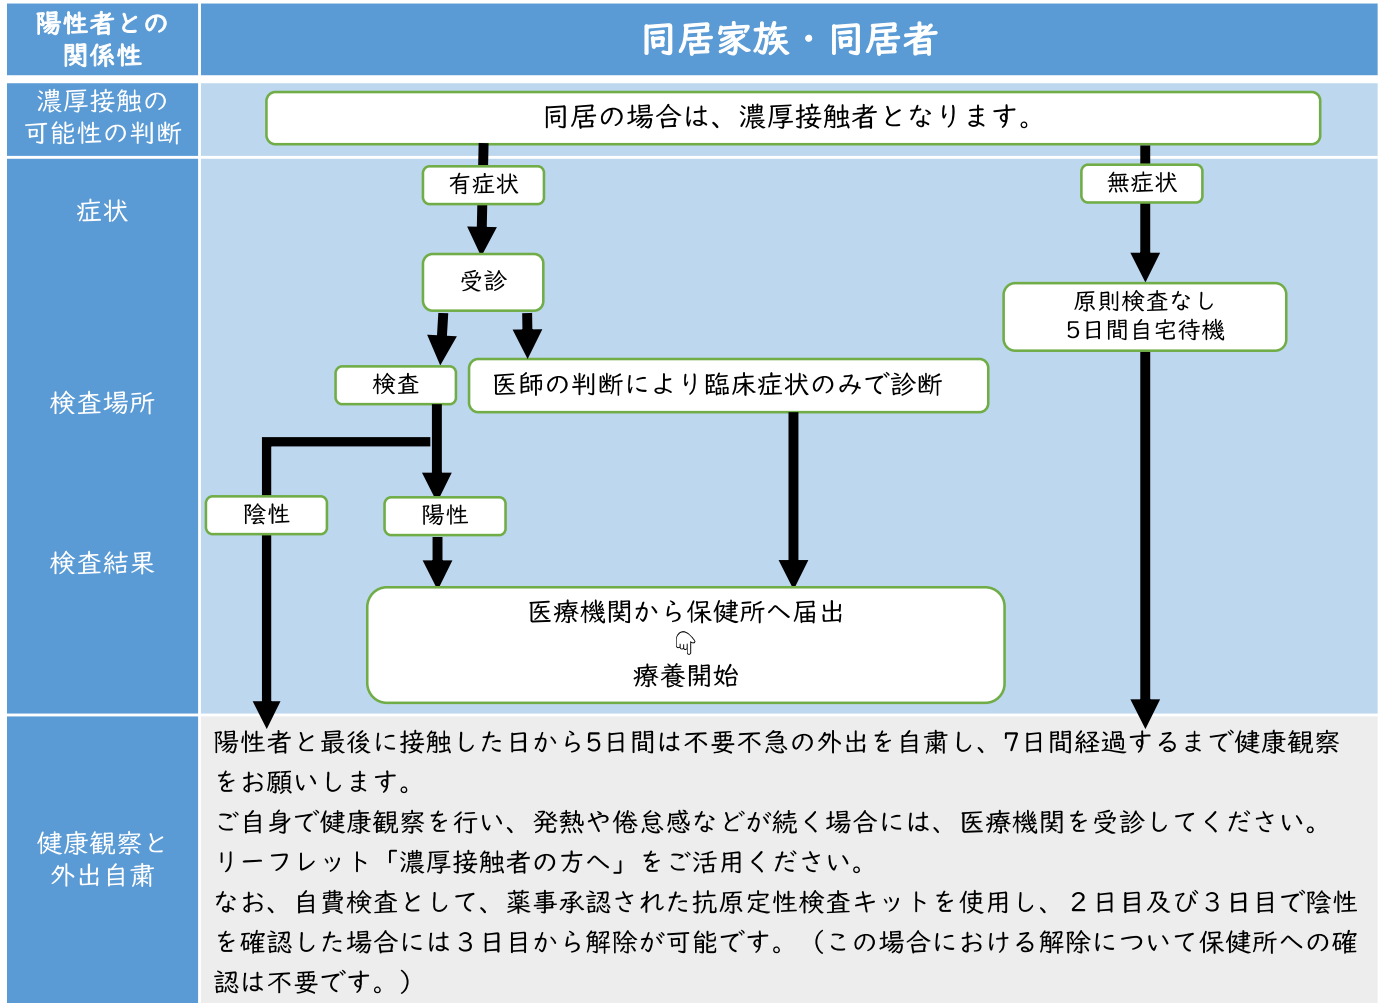 陽性者との
関係性
同居家族・同居者
濃厚接触の
可能性の判断
同居の場合は、濃厚接触者となります。
症状
有症状
無症状
受診
原則検査なし
5日間自宅待機
検査場所
検査
医師の判断により臨床症状のみで診断
検査結果
陰性
陽性
医療機関から保健所へ届出
療養開始
健康観察と
外出自粛
陽性者と最後に接触した日から5日間は不要不急の外出を自粛し、7日間経過するまで健康観察
をお願いします。
ご自身で健康観察を行い、発熱や倦怠感などが続く場合には、医療機関を受診してください。
リーフレット「濃厚接触者の方へ」をご活用ください。
なお、自費検査として、薬事承認された抗原定性検査キットを使用し、２日目及び３日目で陰性
を確認した場合には３日目から解除が可能です。（この場合における解除について保健所への確
認は不要です。）